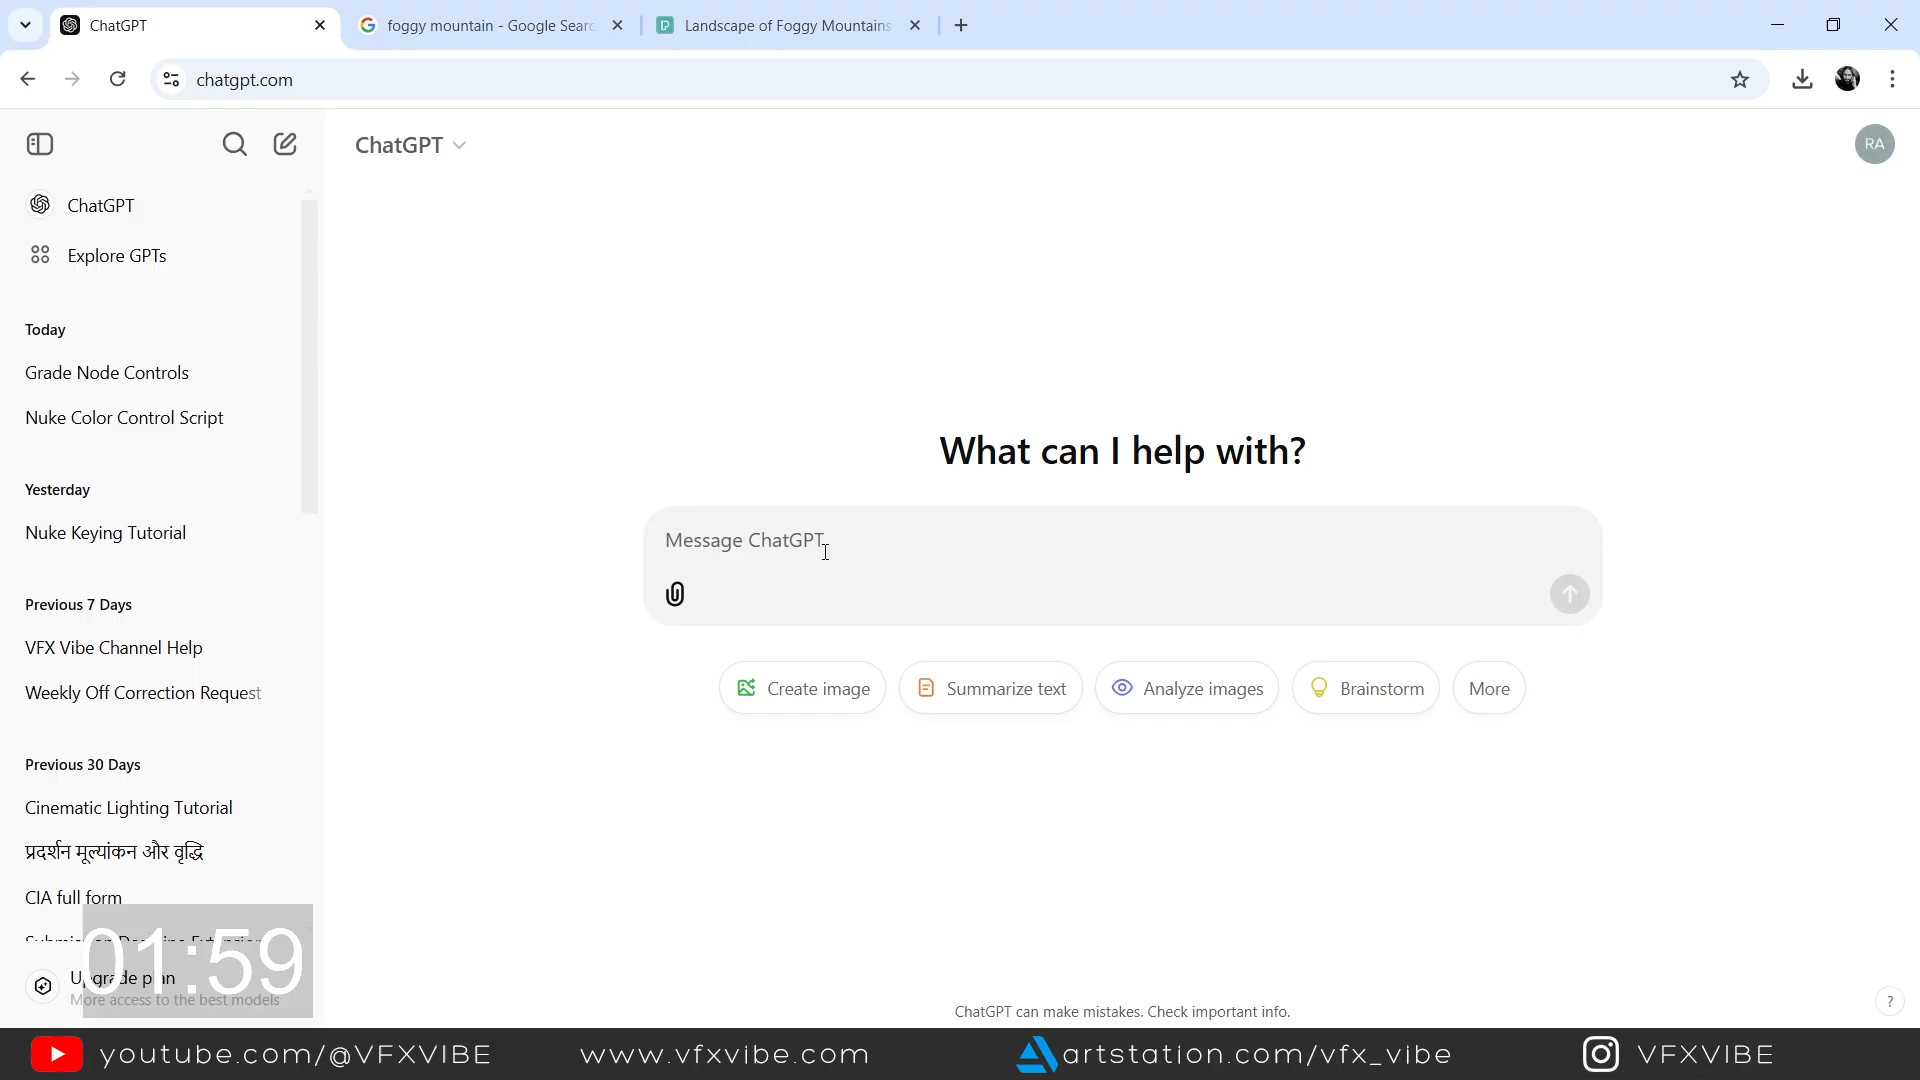 ChatGPT
foggy mountain - Google Sear
Landscape of Foggy Mountains
chatgpt.com
ChatGPT
RA
ChatGPT
Explore GPTs
Today
Grade Node Controls
Nuke Color Control Script
Yesterday
Nuke Keying Tutorial
Previous 7 Days
VFX Vibe Channel Help
Weekly Off Correction Request
Previous 30 Days
Cinematic Lighting Tutorial
प्रदर्शन मूल्यांकन और वृद्धि
CIA full form
01:59
Upgrade plan
More access to the best models
What can I help with?
Message ChatGPT
Create image
Summarize text
Analyze images
Brainstorm
More
ChatGPT can make mistakes. Check important info.
?
youtube.com/@VFXVIBE
www.vfxvibe.com
artstation.com/vfx_vibe
VFXVIBE